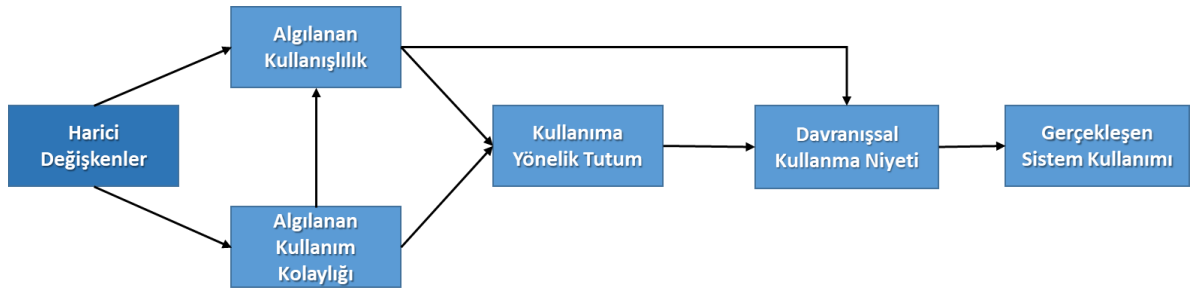 Algılanan
Kullanışlılık
Harici
Değişkenler
Kullanıma
Yönelik Tutum
Davranışsal
Kullanma Niyeti
Gerçekleşen
Sistem Kullanımı
Algılanan
Kullanım
Kolaylığı